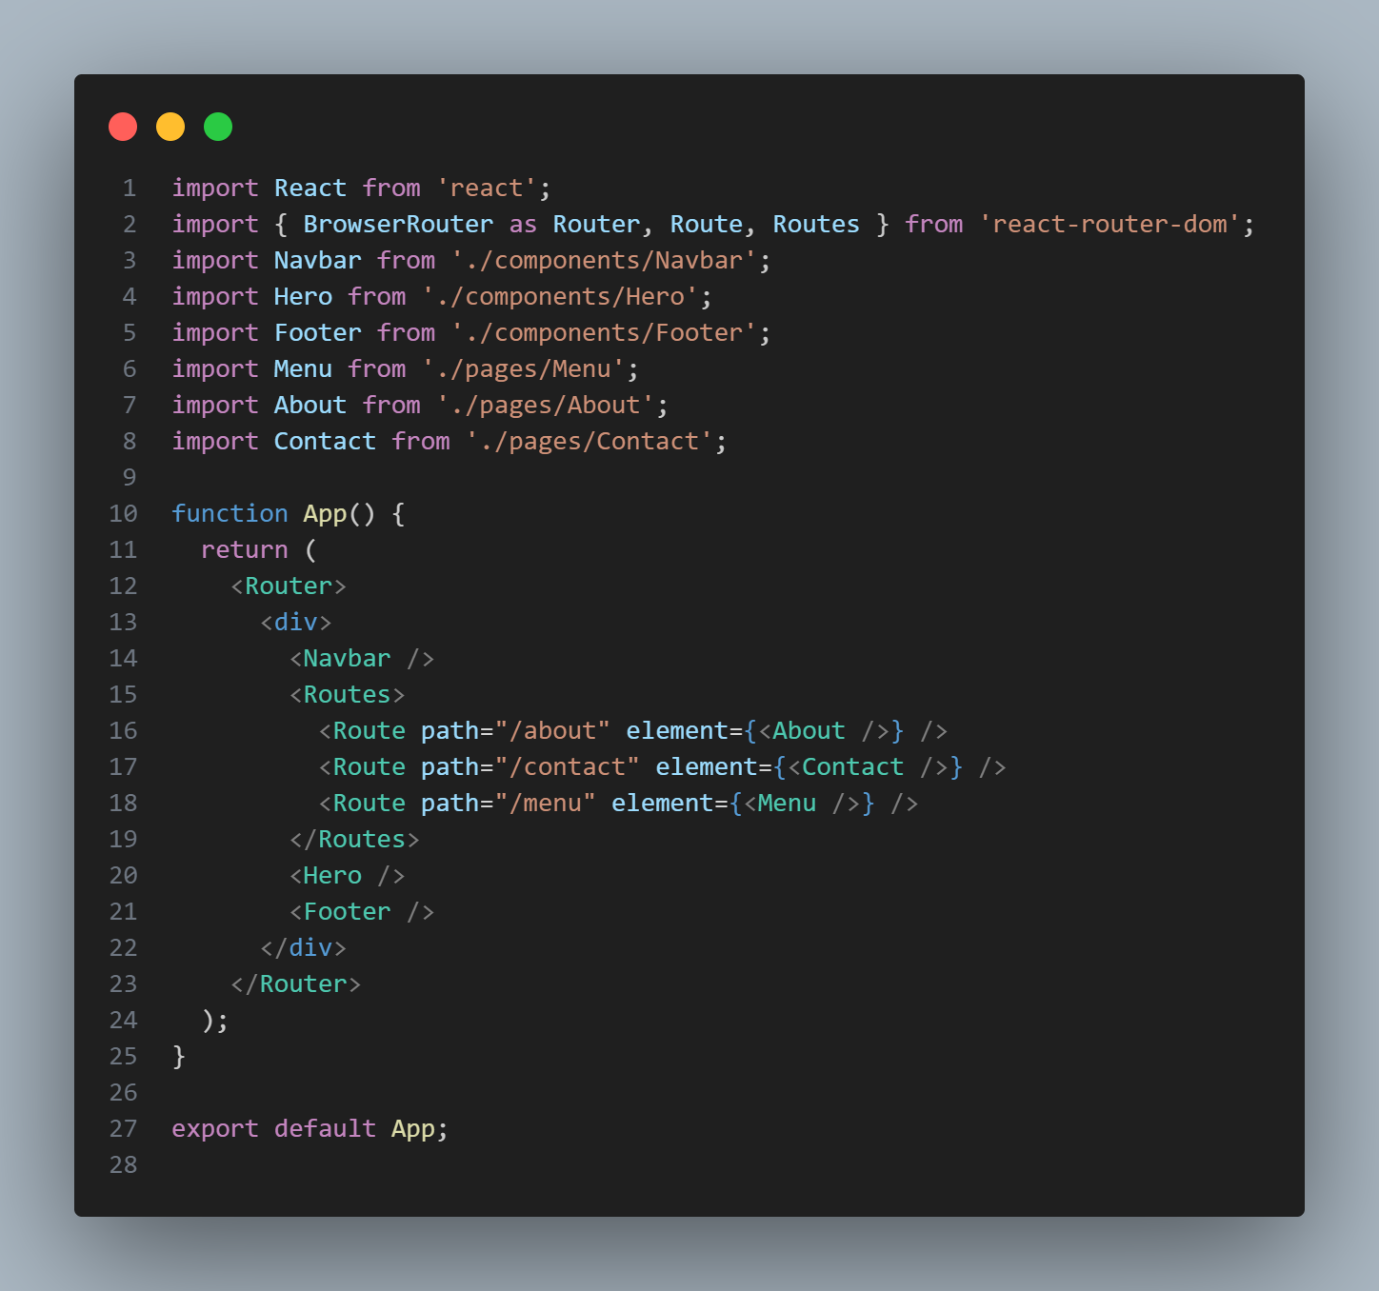 1 import React from 'react';
2 import { BrowserRouter as Router, Route, Routes } from 'react-router-dom';
3 import Navbar from './components/Navbar';
4 import Hero from './components/Hero';
5 import Footer from './components/Footer';
6 import Menu from './pages/Menu';
7 import About from './pages/About';
8 import Contact from './pages/Contact';
9
10 function App() {
11   return (
12     <Router>
13       <div>
14         <Navbar />
15         <Routes>
16           <Route path="/about" element={<About />} />
17           <Route path="/contact" element={<Contact />} />
18           <Route path="/menu" element={<Menu />} />
19         </Routes>
20         <Hero />
21         <Footer />
22       </div>
23     </Router>
24   );
25 }
26
27 export default App;
28